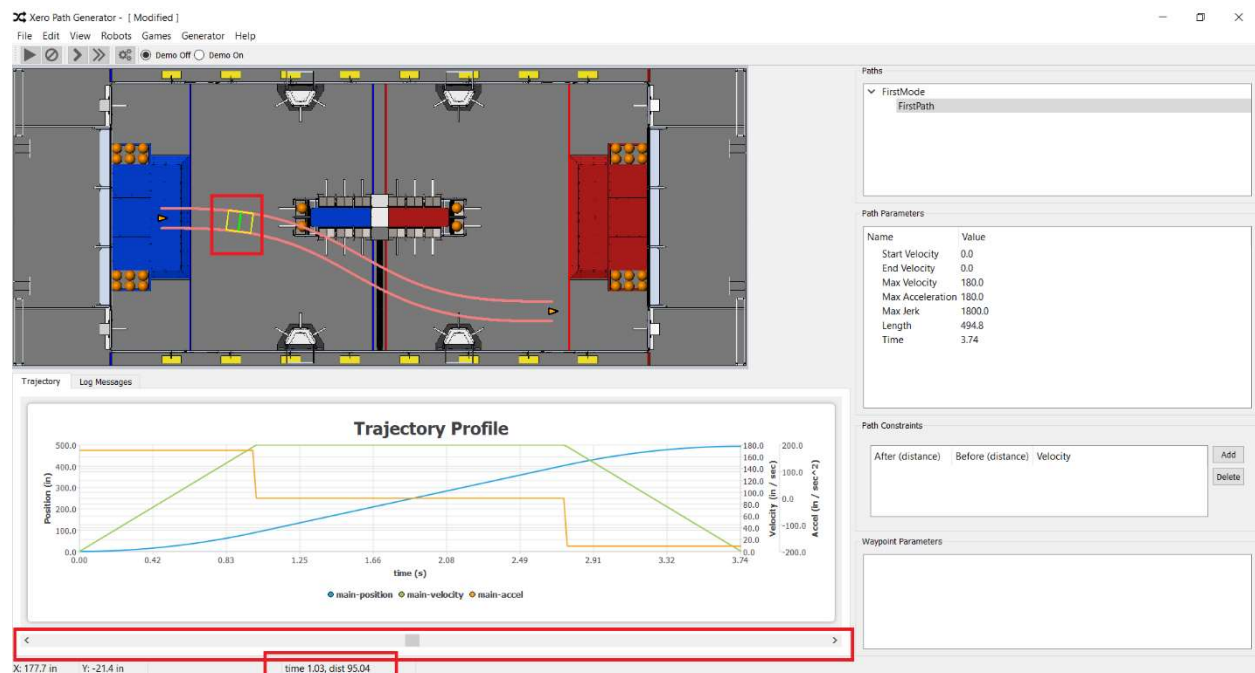 Xero Path Generator - [ Modified ]
File Edit View Robots Games Generator Help
Demo Off Demo On
Paths
FirstMode
FirstPath
Path Parameters
Name Value
Start Velocity 0.0
End Velocity 0.0
Max Velocity 180.0
Max Acceleration 180.0
Max Jerk 1800.0
Length 494.8
Time 3.74
Trajectory Log Messages
Trajectory Profile
500.0
400.0
300.0
200.0
100.0
0.0
Position (in)
180.0
160.0
140.0
120.0
100.0
80.0
60.0
40.0
20.0
0.0
Velocity (in / sec)
200.0
100.0
0.0
-100.0
-200.0
Accel (in / sec^2)
0.00 0.42 0.83 1.25 1.66 2.08 2.49 2.91 3.32 3.74
time (s)
main-position main-velocity main-accel
Path Constraints
After (distance) Before (distance) Velocity
Add
Delete
Waypoint Parameters
X: 177.7 in Y: -21.4 in time 1.03, dist 95.04